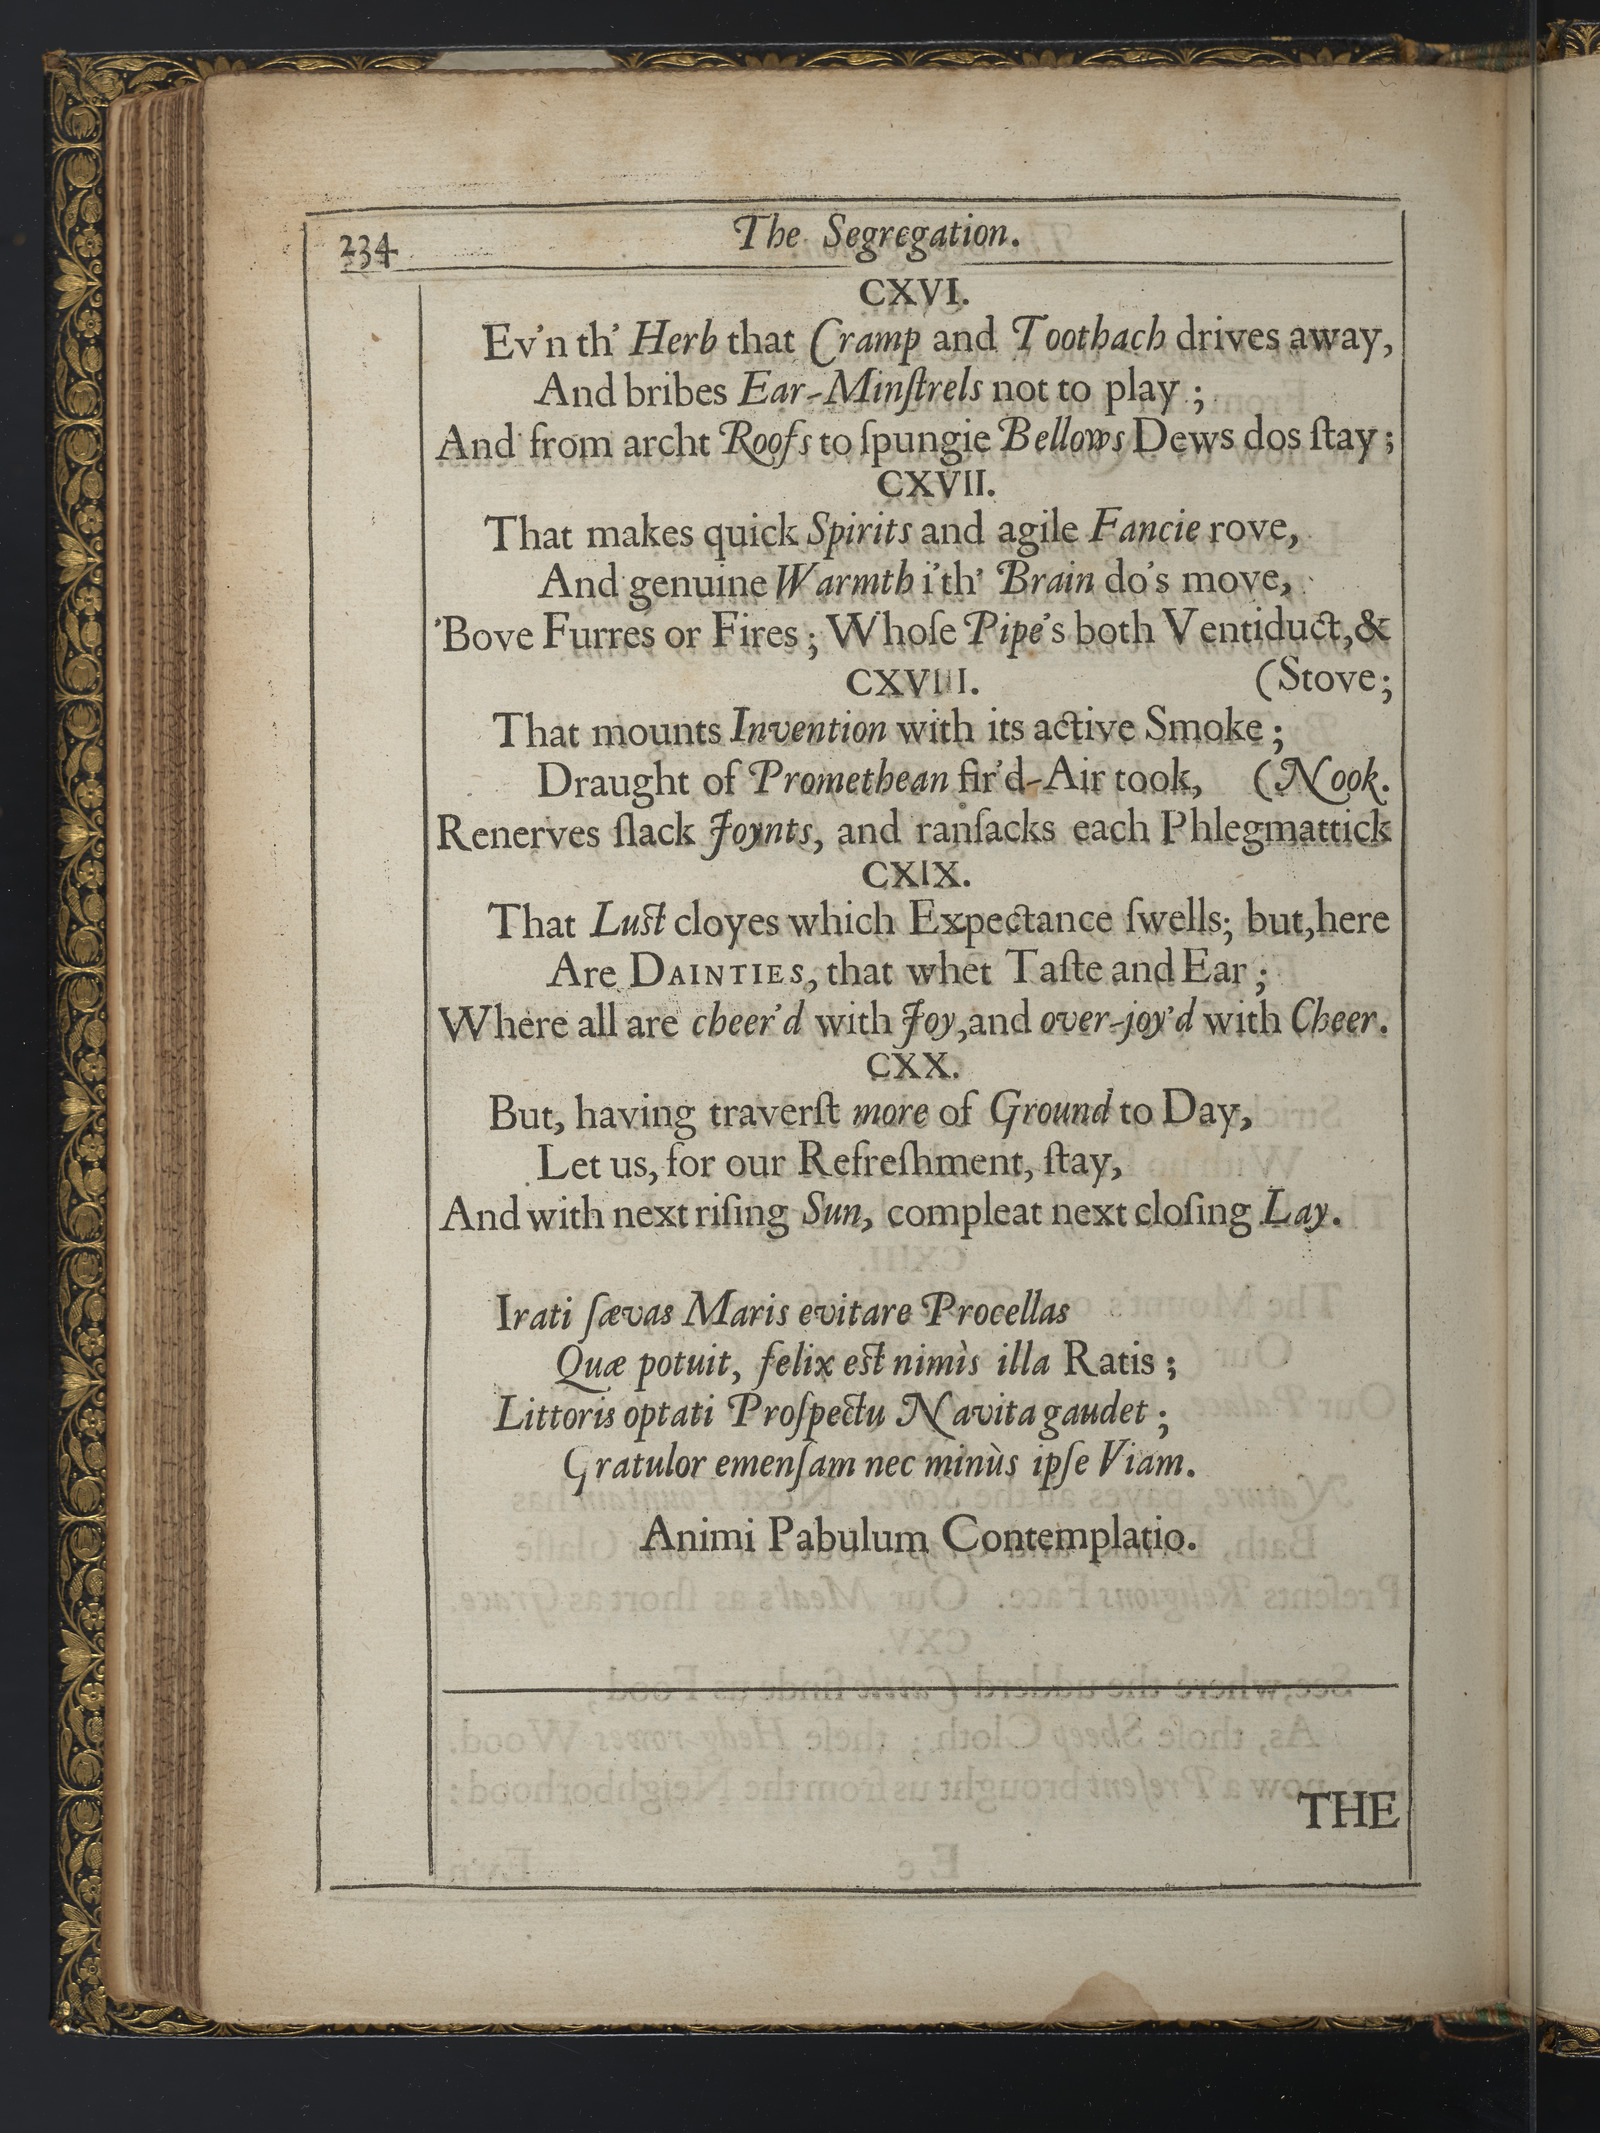 234
The Segregation.
CXVI.
Ev'n th' Herb that Cramp and Toothach drives away,
And bribes Ear-Minſtrels not to play ;
And from archt Roofs to ſpungie Bellows Dews dos ſtay ;
CXVII.
That makes quick Spirits and agile Fancie rove,
And genuine Warmth i'th' Brain do's move,
'Bove Furres or Fires ; Whoſe Pipe's both Ventiduct, &
(Stove ;
CXVIII.
That mounts Invention with its active Smoke ;
Draught of Promethean fir'd-Air took,
(Nook.
Renerves ſlack Joynts, and ranſacks each Phlegmattick
CXIX.
That Luſt cloyes which Expectance ſwells; but, here
Are DAINTIES, that whet Taſte and Ear ;
Where all are cheer'd with Joy, and over-joy'd with Cheer.
CXX.
But, having traverſt more of Ground to Day,
Let us, for our Refreſhment, ſtay,
And with next riſing Sun, compleat next cloſing Lay.
Irati ſævas Maris evitare Procellas
Quæ potuit, felix eſt nimìs illa Ratis ;
Littoris optati Proſpectu Navita gaudet ;
Gratulor emenſam nec minùs ipſe Viam.
Animi Pabulum Contemplatio.
THE